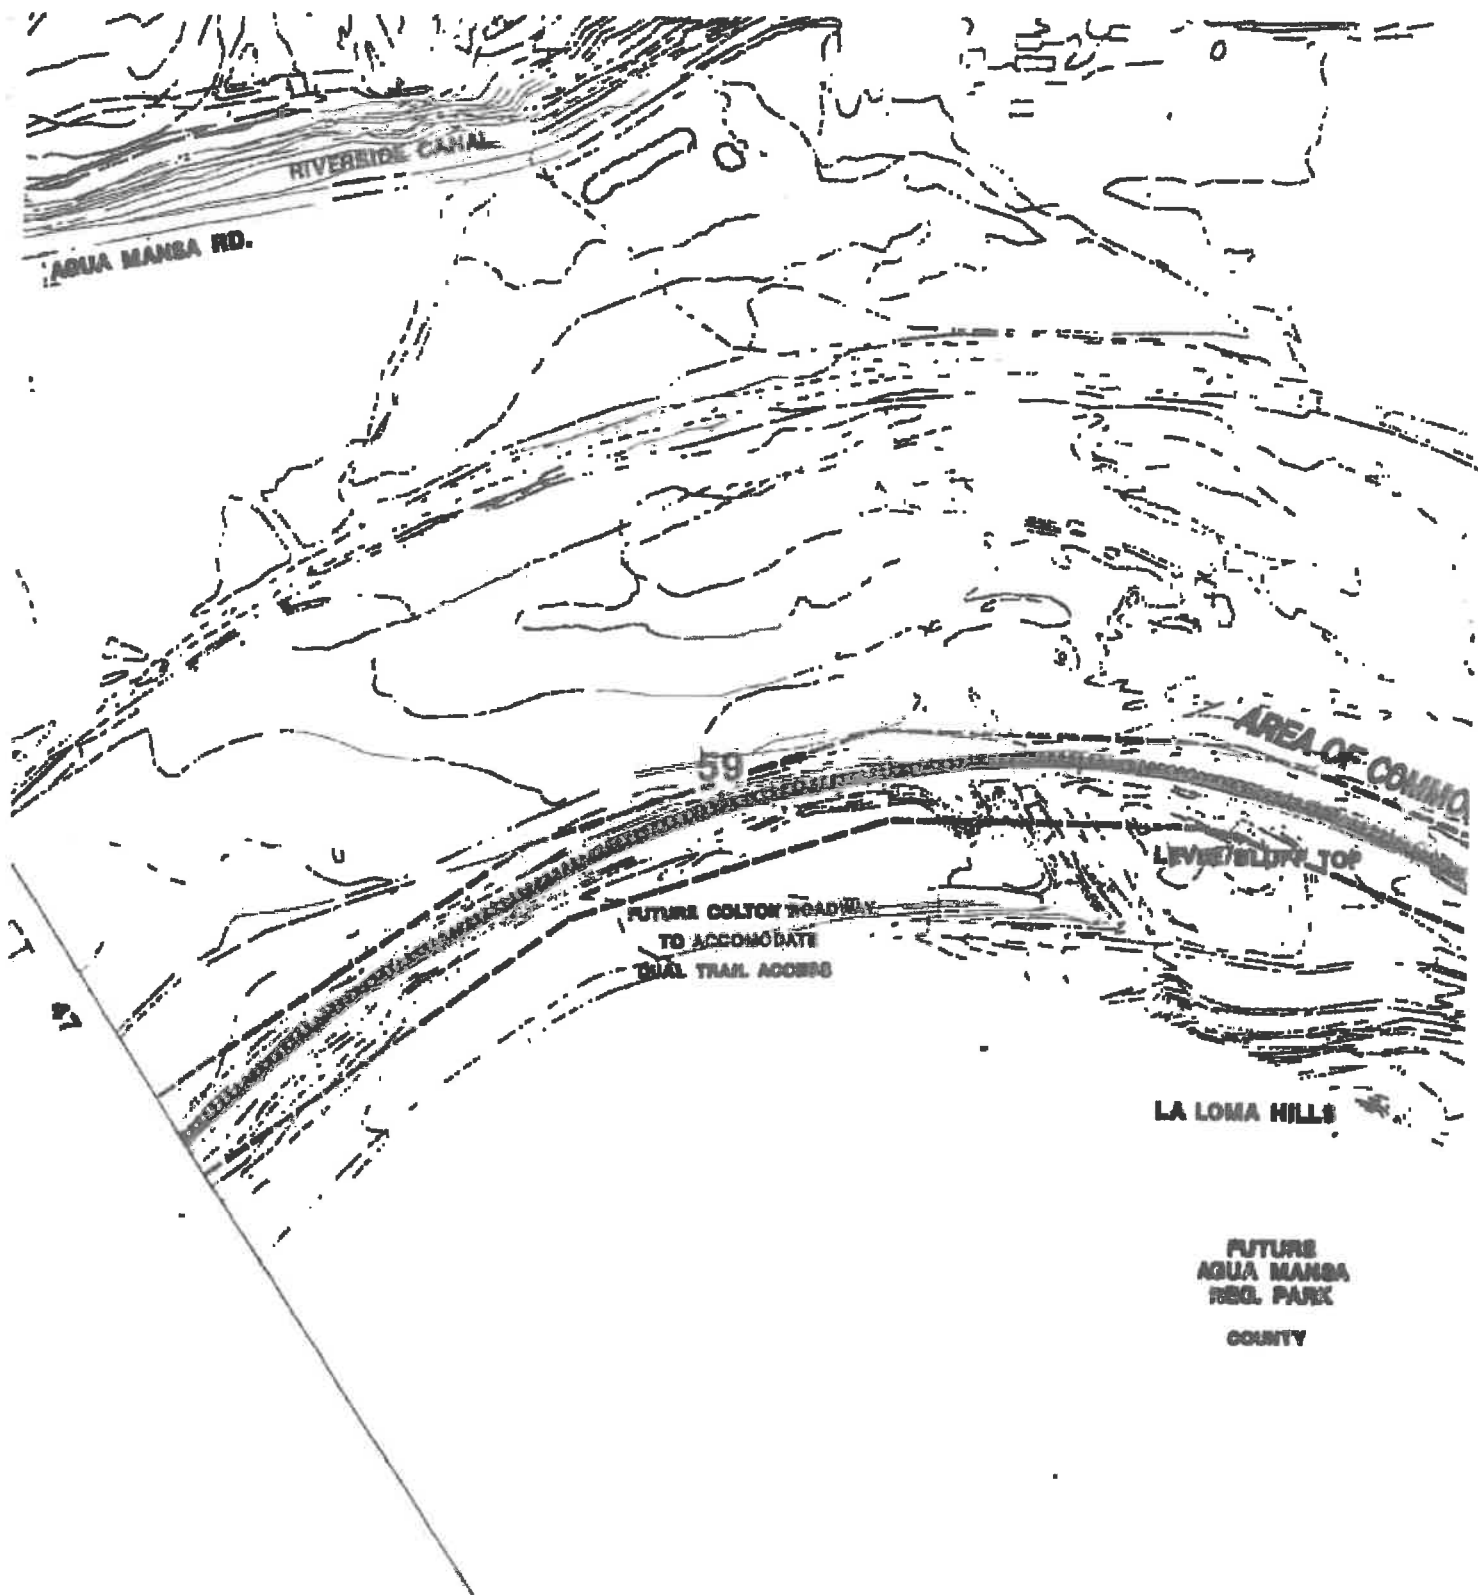 RIVERSIDE CANAL
AGUA MANSA RD.
59
AREA OF COMMO
LEVEE/BLUFF TOP
FUTURE COLTON ROADWAY
TO ACCOMODATE
DUAL TRAIL ACCESS
LA LOMA HILLS
FUTURE
AGUA MANSA
REG. PARK
COUNTY